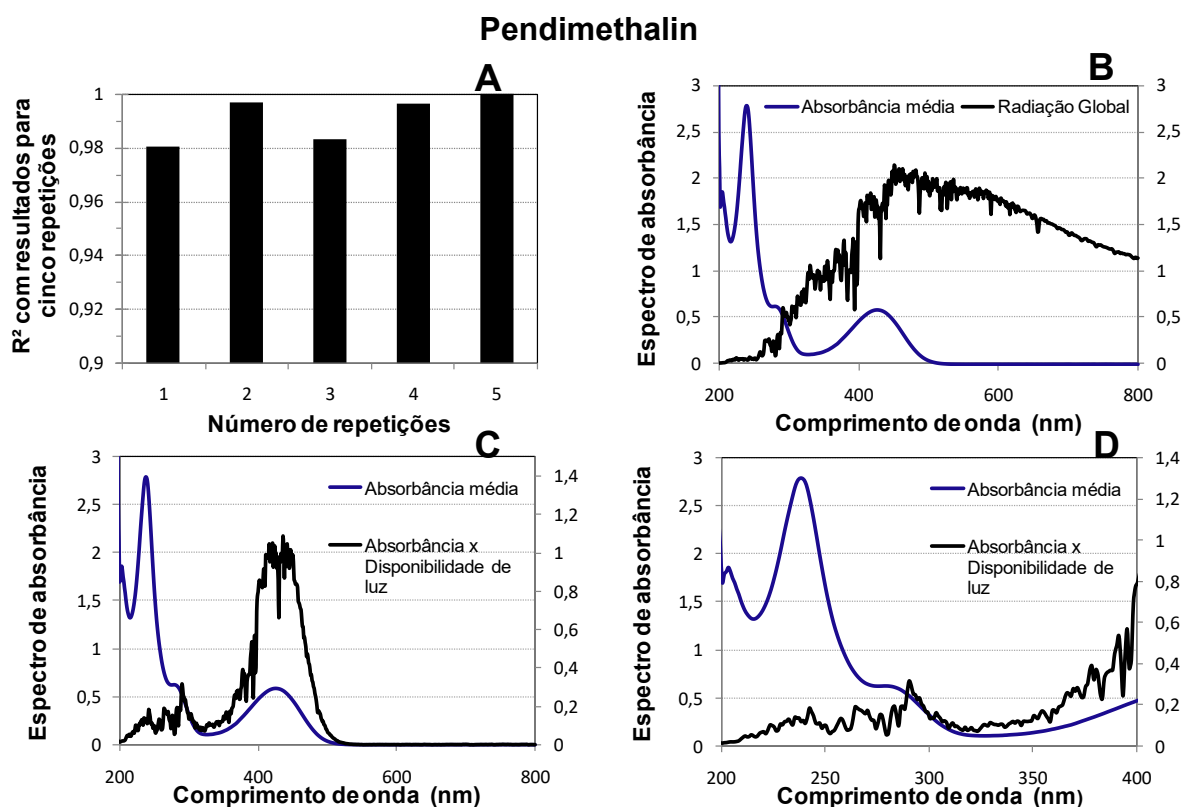 Pendimethalin
A
R² com resultados para
cinco repetições
1
0,98
0,96
0,94
0,92
0,9
1 2 3 4 5
Número de repetições
B
Absorbância média Radiação Global
Espectro de absorbância
3
2,5
2
1,5
1
0,5
0
3
2,5
2
1,5
1
0,5
0
200 400 600 800
Comprimento de onda (nm)
C
Absorbância média
Absorbância x
Disponibilidade de
luz
Espectro de absorbância
3
2,5
2
1,5
1
0,5
0
1,4
1,2
1
0,8
0,6
0,4
0,2
0
200 400 600 800
Comprimento de onda (nm)
D
Absorbância média
Absorbância x
Disponibilidade de
luz
Espectro de absorbância
3
2,5
2
1,5
1
0,5
0
1,4
1,2
1
0,8
0,6
0,4
0,2
0
200 250 300 350 400
Comprimento de onda (nm)